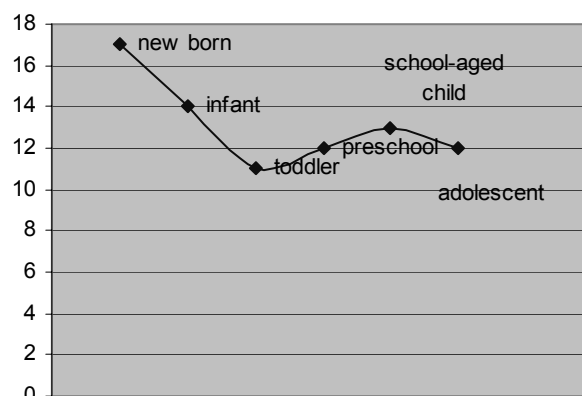 18
new born
16
school-aged
child
14
infant
12
preschool
toddler
10
adolescent
8
6
4
2
0